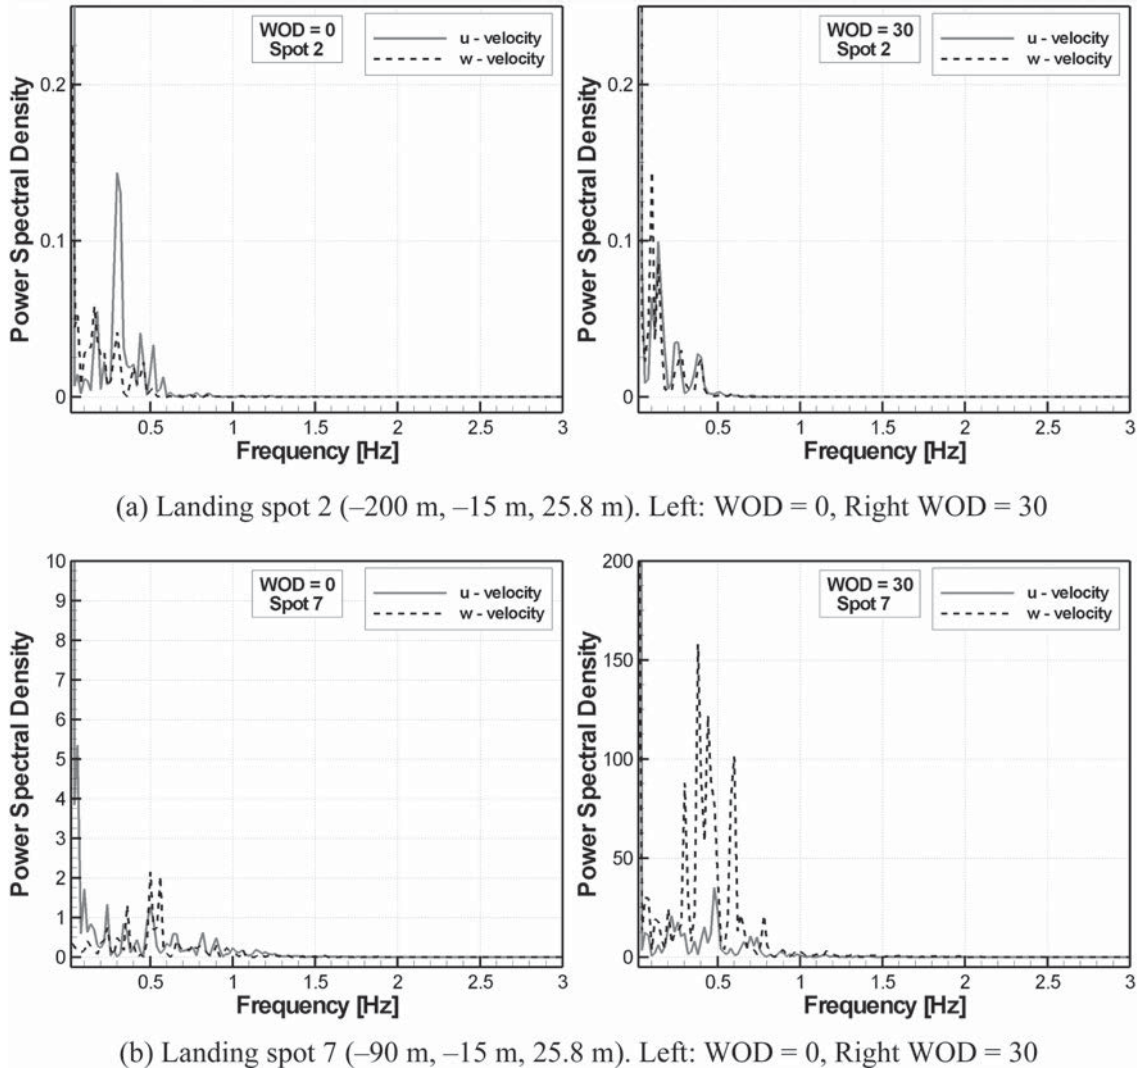 WOD = 0
Spot 2
u - velocity
w - velocity
Power Spectral Density
0.2
0.1
0
0.5 1 1.5 2 2.5 3
Frequency [Hz]
WOD = 30
Spot 2
u - velocity
w - velocity
Power Spectral Density
0.2
0.1
0
0.5 1 1.5 2 2.5 3
Frequency [Hz]
(a) Landing spot 2 (–200 m, –15 m, 25.8 m). Left: WOD = 0, Right WOD = 30
WOD = 0
Spot 7
u - velocity
w - velocity
Power Spectral Density
10
9
8
7
6
5
4
3
2
1
0
0.5 1 1.5 2 2.5 3
Frequency [Hz]
WOD = 30
Spot 7
u - velocity
w - velocity
Power Spectral Density
200
150
100
50
0
0.5 1 1.5 2 2.5 3
Frequency [Hz]
(b) Landing spot 7 (–90 m, –15 m, 25.8 m). Left: WOD = 0, Right WOD = 30